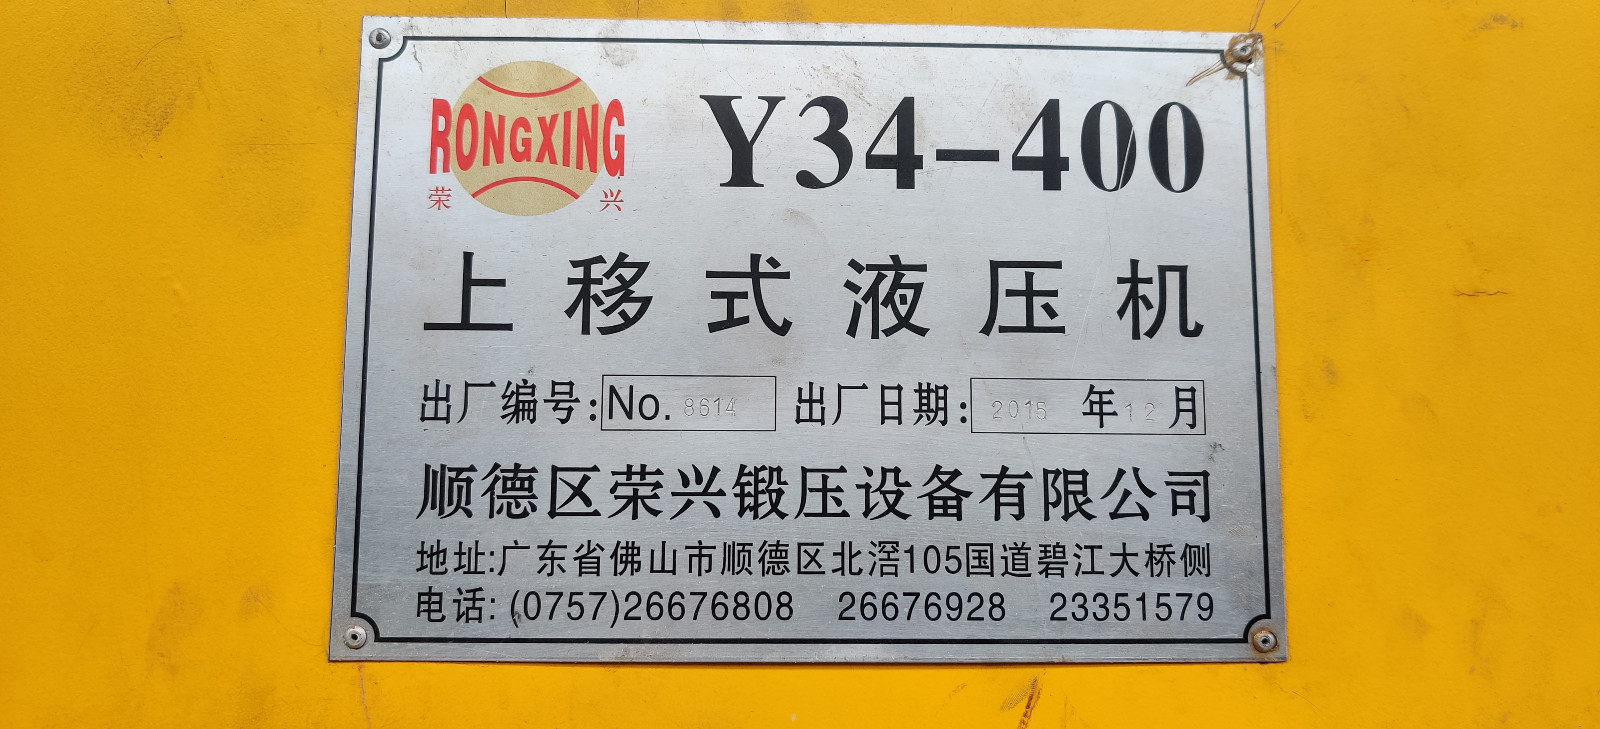 RONGXING
荣 兴
Y34-400
上移式液压机
出厂编号:No. 8614 出厂日期: 2015 年 12 月
顺德区荣兴锻压设备有限公司
地址:广东省佛山市顺德区北滘105国道碧江大桥侧
电话: (0757)26676808 26676928 23351579